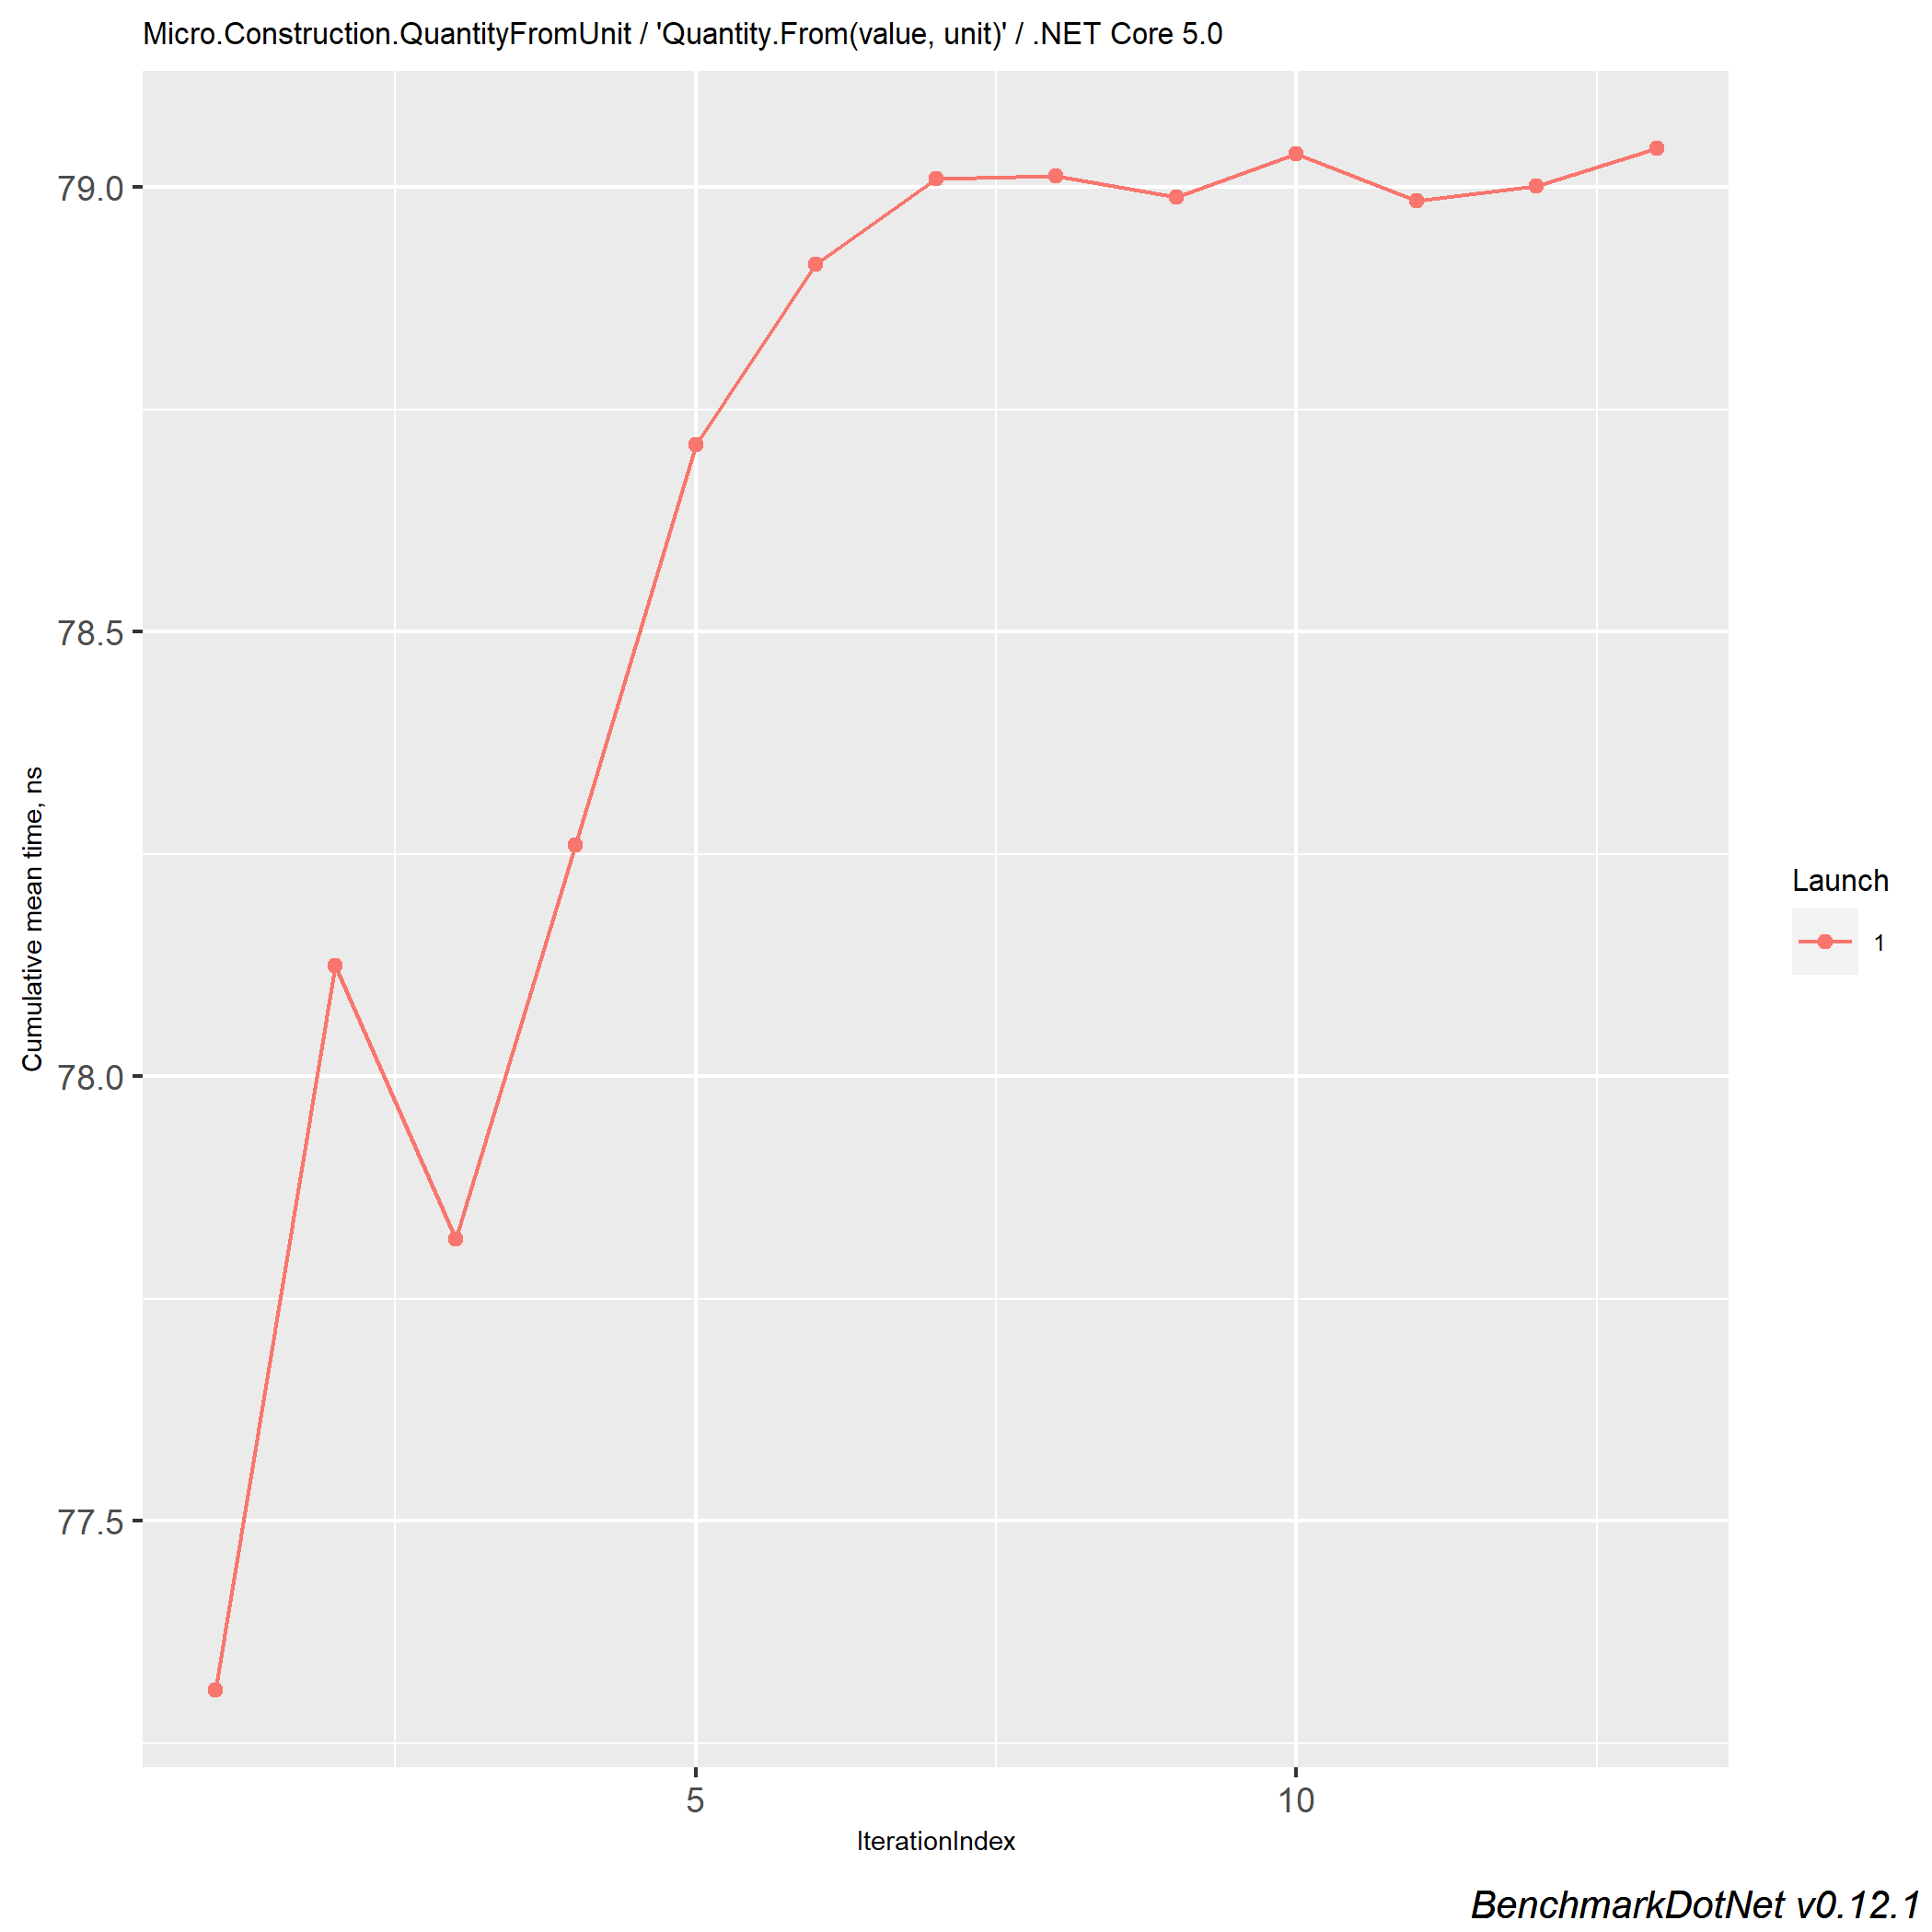 Micro.Construction.QuantityFromUnit / 'Quantity.From(value, unit)' / .NET Core 5.0
79.0
78.5
78.0
77.5
Cumulative mean time, ns
5
10
IterationIndex
Launch
1
BenchmarkDotNet v0.12.1